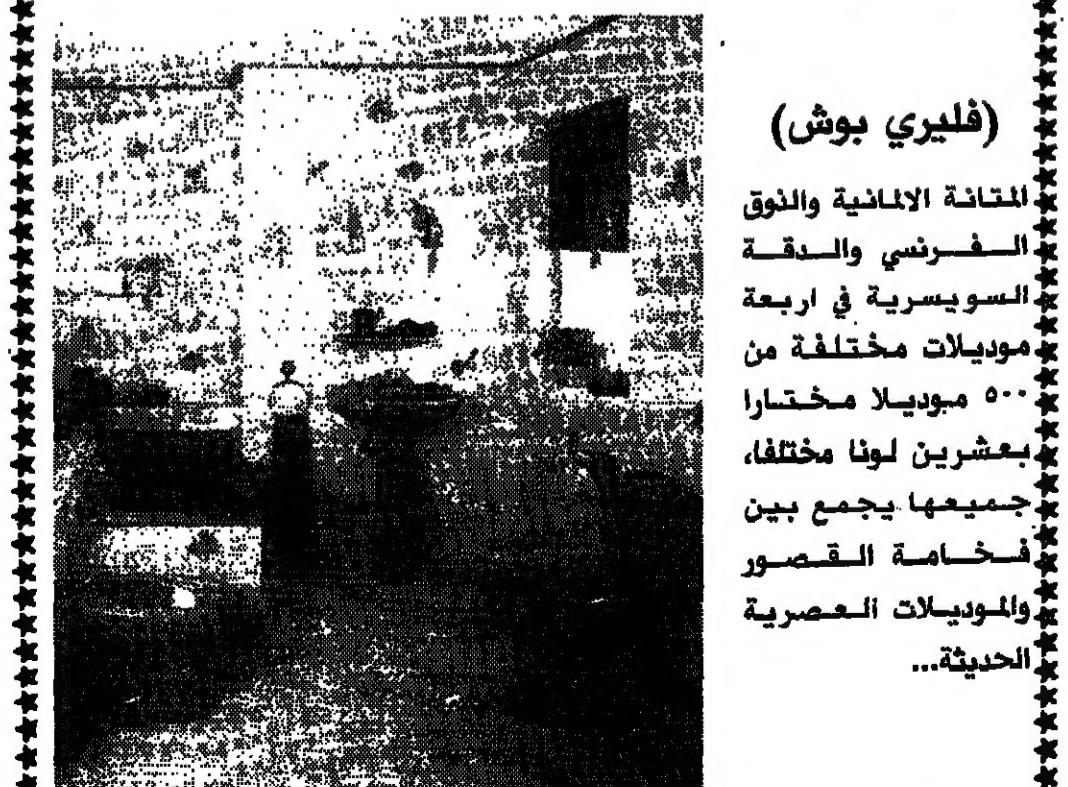 (فليري بوش)
المتانة الالمانية والذوق
الفرنسي والدقة
السويسرية في اربعة
موديلات مختلفة من
٥٠٠ موديلا مختارا
بعشرين لونا مختلفا،
جميعها يجمع بين
فخامة القصور
والموديلات العصرية
الحديثة...